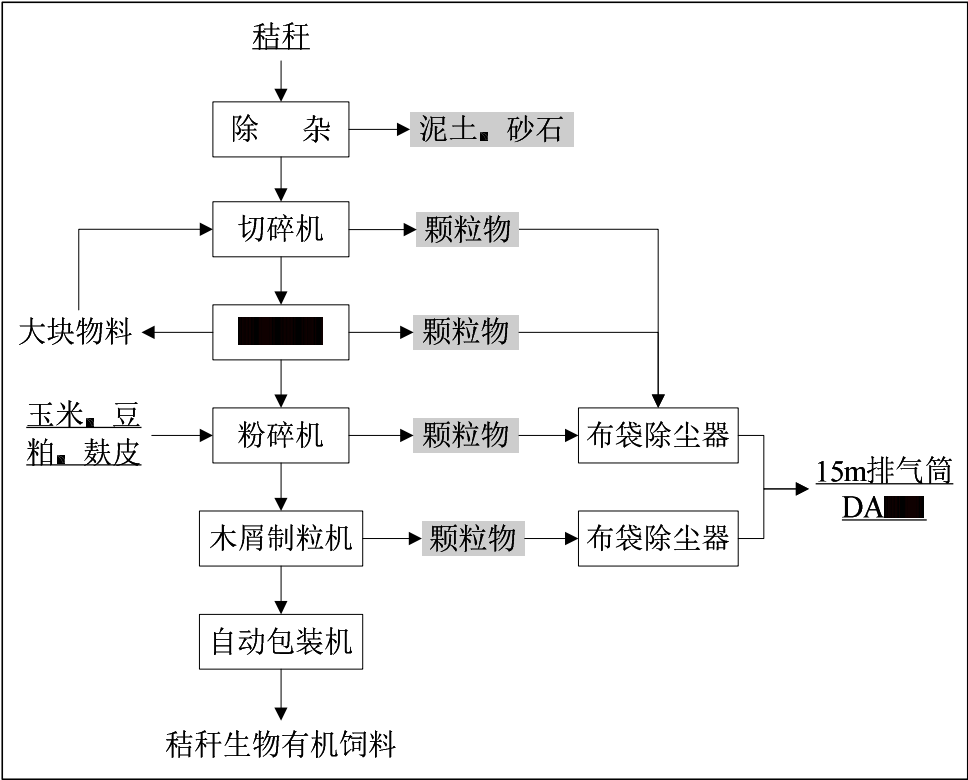 秸秆
除 杂
泥土 砂石
切碎机
颗粒物
大块物料
颗粒物
玉米 豆
粕 麸皮
粉碎机
颗粒物
布袋除尘器
15m排气筒
DA
木屑制粒机
颗粒物
布袋除尘器
自动包装机
秸秆生物有机饲料